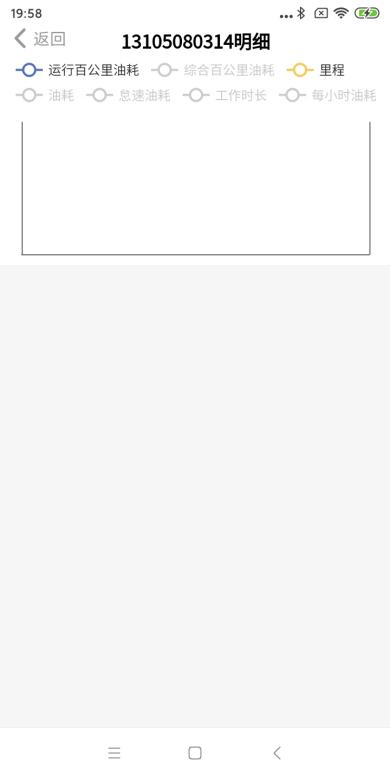 19:58
返回
13105080314明细
运行百公里油耗 综合百公里油耗 里程
油耗 怠速油耗 工作时长 每小时油耗